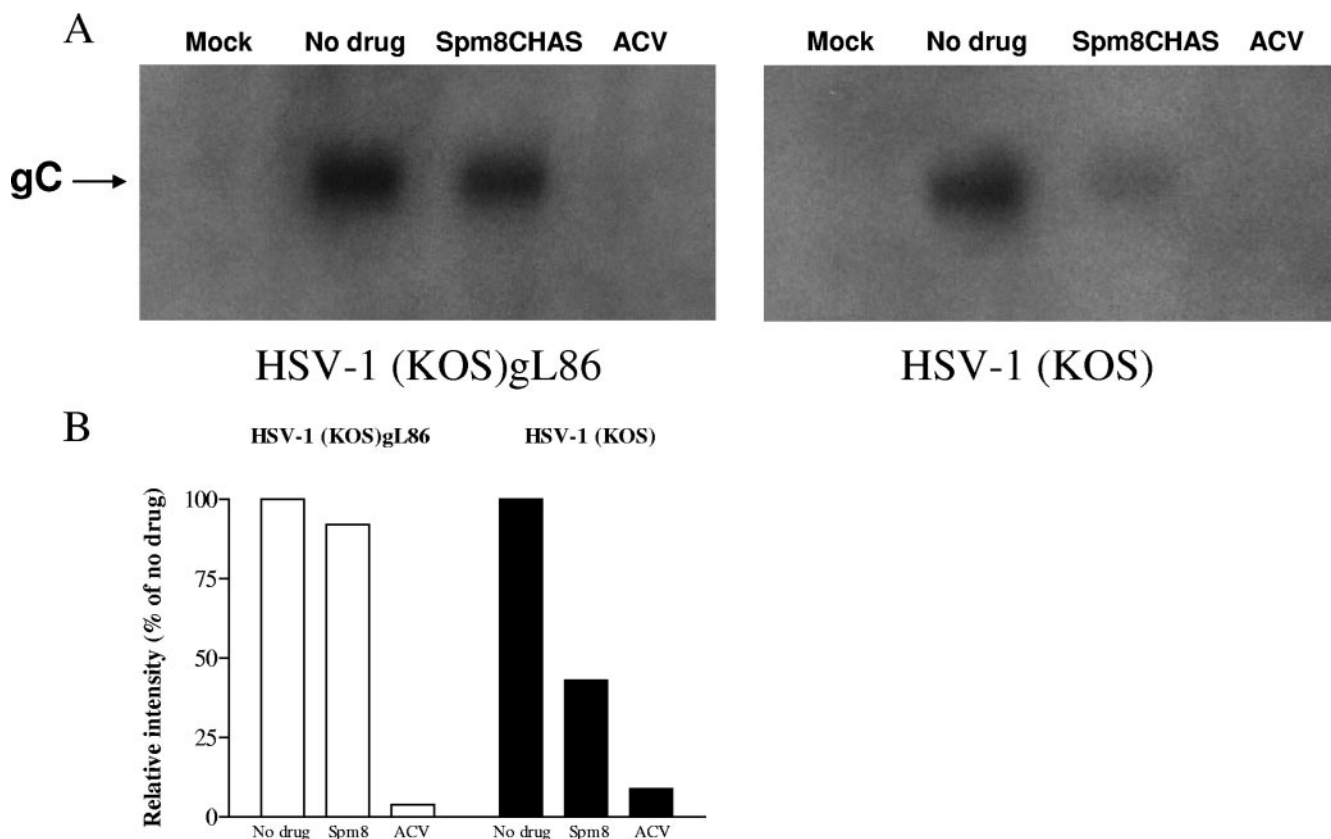 A
Mock No drug Spm8CHAS ACV
Mock No drug Spm8CHAS ACV
gC
HSV-1 (KOS)gL86
HSV-1 (KOS)
B
HSV-1 (KOS)gL86
HSV-1 (KOS)
Relative intensity (% of no drug)
100
75
50
25
0
No drug Spm8 ACV
No drug Spm8 ACV